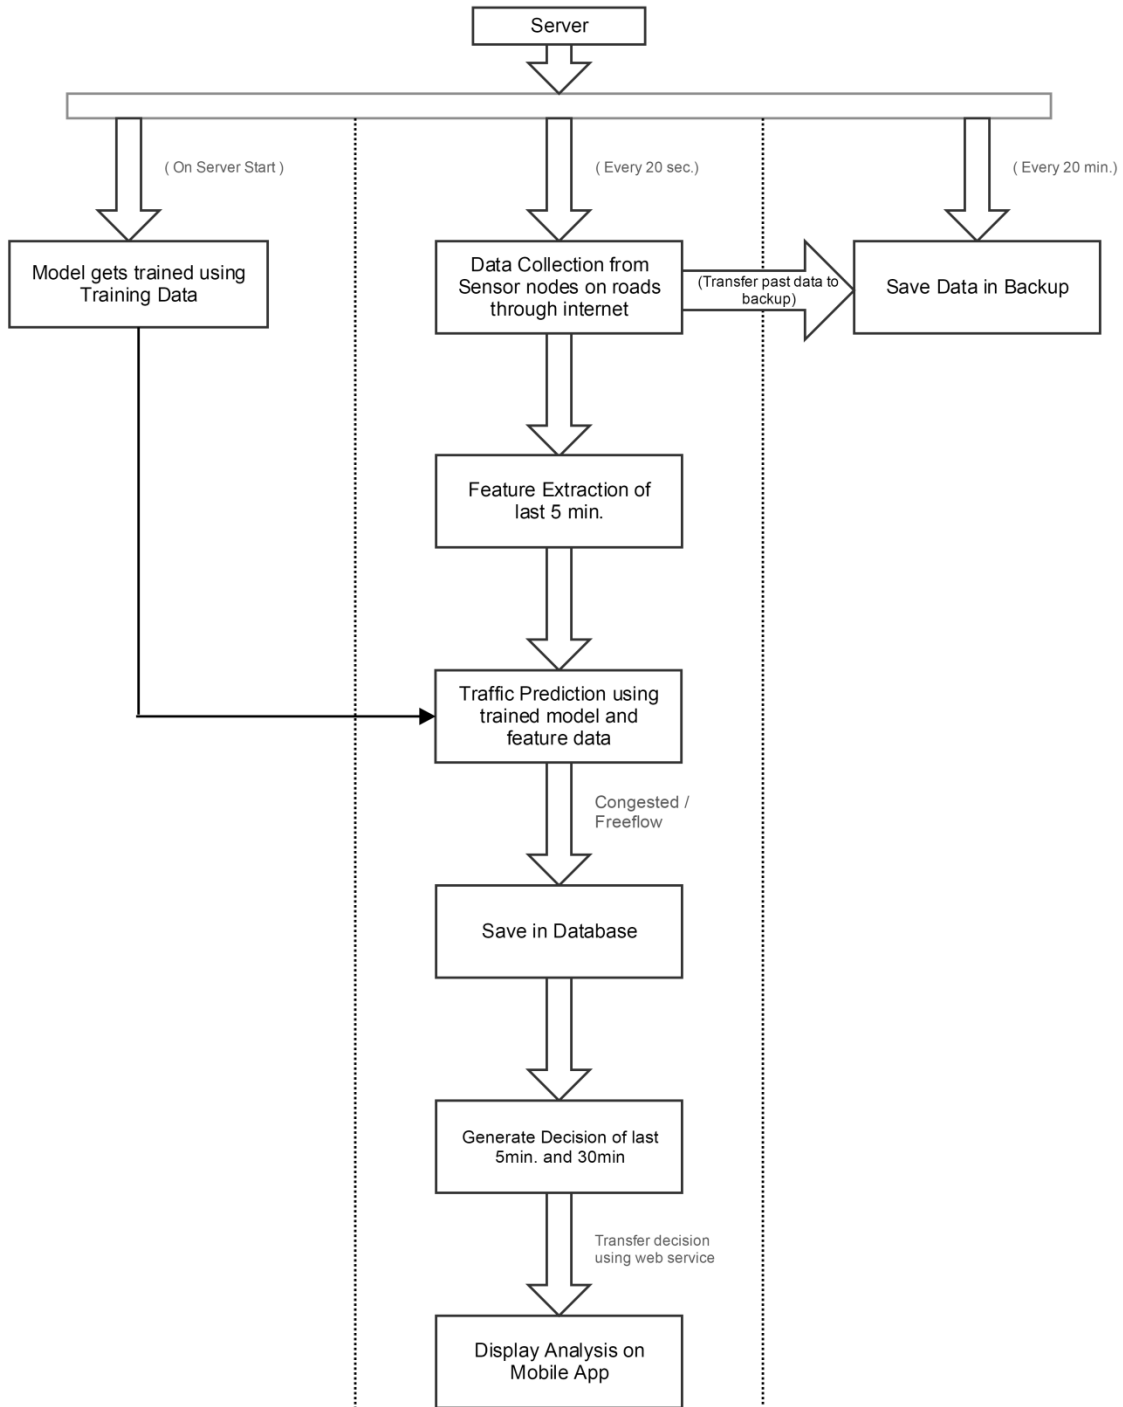 Server
( On Server Start )
( Every 20 sec.)
( Every 20 min.)
Model gets trained using
Training Data
Data Collection from
Sensor nodes on roads
through internet
(Transfer past data to
backup)
Save Data in Backup
Feature Extraction of
last 5 min.
Traffic Prediction using
trained model and
feature data
Congested /
Freeflow
Save in Database
Generate Decision of last
5min. and 30min
Transfer decision
using web service
Display Analysis on
Mobile App